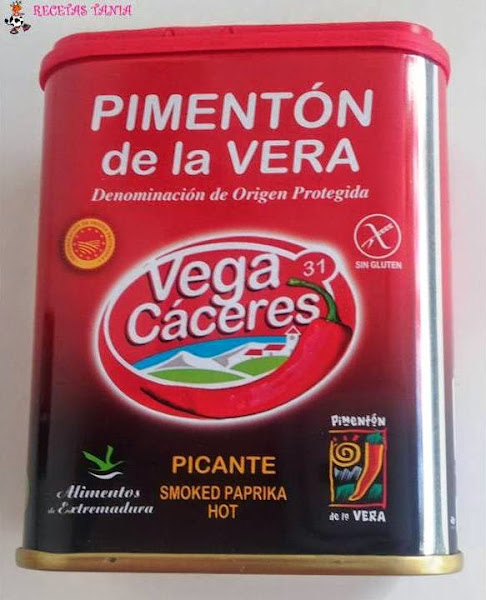 RECETAS TANIA
PIMENTÓN
de la VERA
Denominación de Origen Protegida
SIN GLUTEN
31
Vega
Cáceres
Alimentos
de Extremadura
PICANTE
SMOKED PAPRIKA
HOT
Pimentón
de la VERA